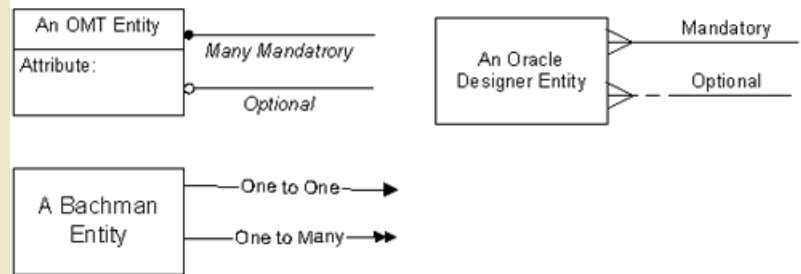 An OMT Entity
Attribute:
Many Mandatrory
Optional
An Oracle
Designer Entity
Mandatory
Optional
A Bachman
Entity
One to One
One to Many